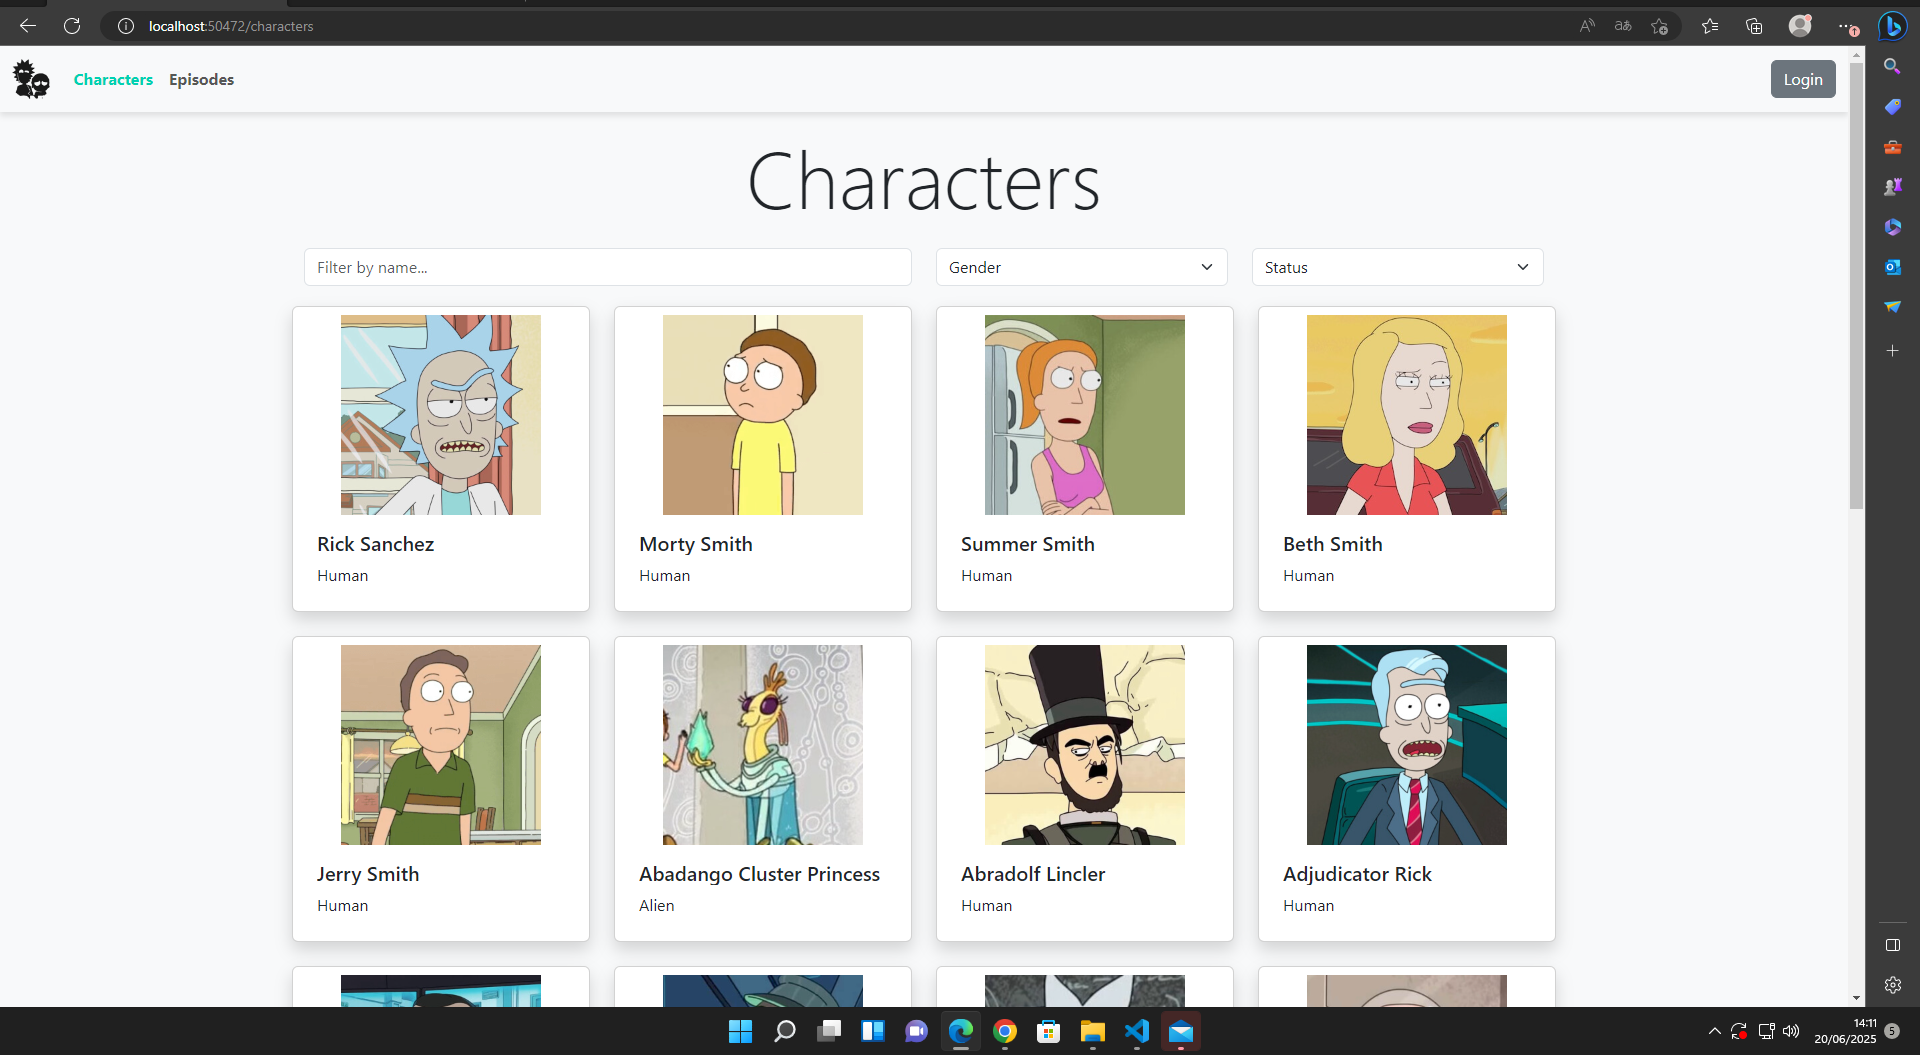 localhost:50472/characters
Characters Episodes Login
Characters
Filter by name... Gender Status
Rick Sanchez
Human
Morty Smith
Human
Summer Smith
Human
Beth Smith
Human
Jerry Smith
Human
Abadango Cluster Princess
Alien
Abradolf Lincler
Human
Adjudicator Rick
Human
14:11
20/06/2025
5